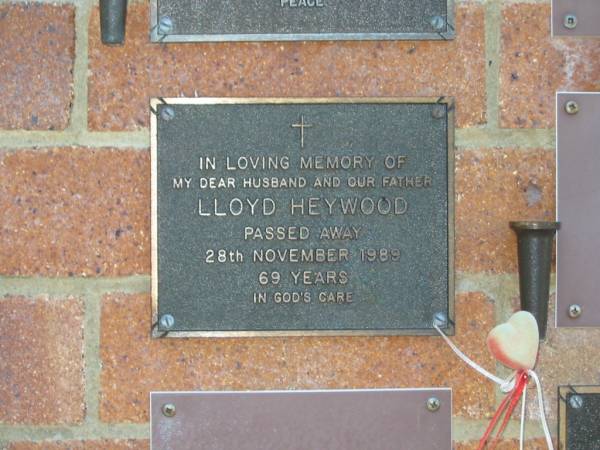 PEACE
IN LOVING MEMORY OF
MY DEAR HUSBAND AND OUR FATHER
LLOYD HEYWOOD
PASSED AWAY
28th NOVEMBER 1989
69 YEARS
IN GOD'S CARE